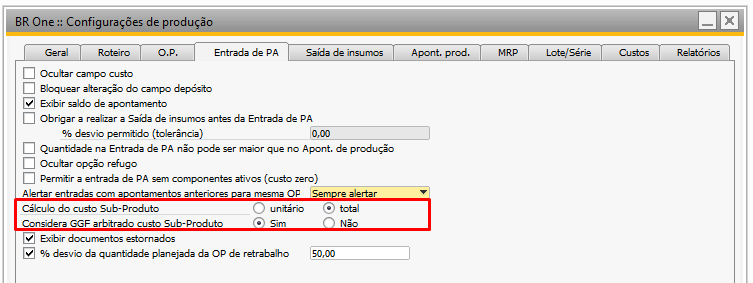 BR One :: Configurações de produção
Geral Roteiro O.P. Entrada de PA Saída de insumos Apont. prod. MRP Lote/Série Custos Relatórios
Ocultar campo custo
Bloquear alteração do campo depósito
Exibir saldo de apontamento
Obrigar a realizar a Saída de insumos antes da Entrada de PA
% desvio permitido (tolerância) 0,00
Quantidade na Entrada de PA não pode ser maior que no Apont. de produção
Ocultar opção refugo
Permitir a entrada de PA sem componentes ativos (custo zero)
Alertar entradas com apontamentos anteriores para mesma OP Sempre alertar
Cálculo do custo Sub-Produto unitário total
Considera GGF arbitrado custo Sub-Produto Sim Não
Exibir documentos estornados
% desvio da quantidade planejada da OP de retrabalho 50,00